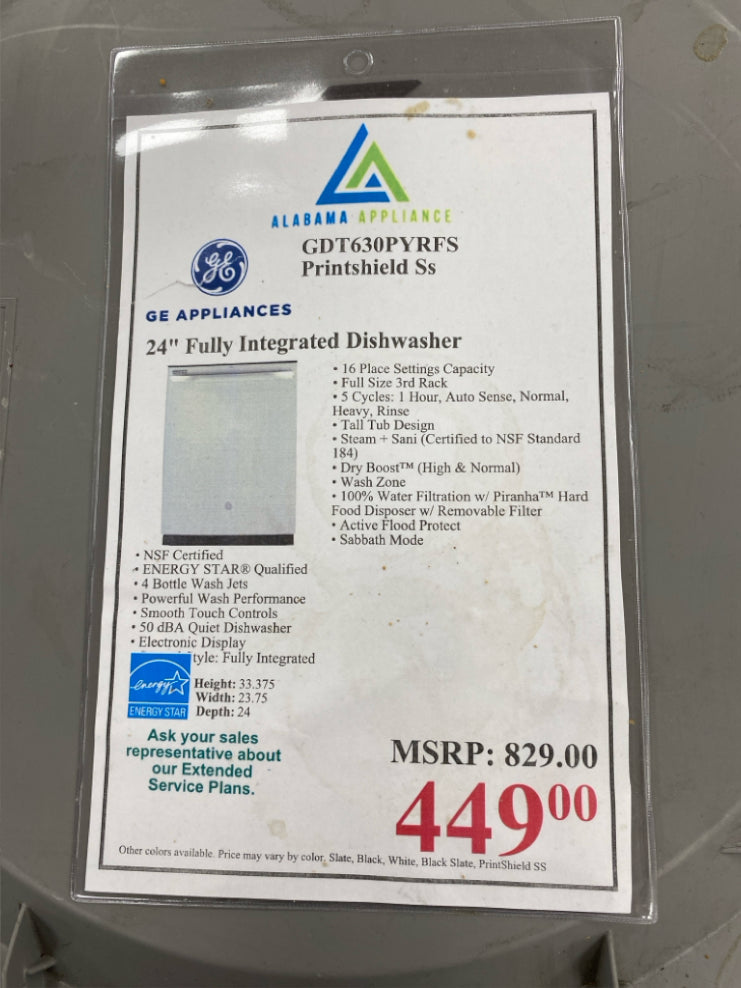 ALABAMA APPLIANCE
GDT630PYRFS
Printshield Ss
GE
GE APPLIANCES
24" Fully Integrated Dishwasher
• 16 Place Settings Capacity
• Full Size 3rd Rack
• 5 Cycles: 1 Hour, Auto Sense, Normal,
Heavy, Rinse
• Tall Tub Design
• Steam + Sani (Certified to NSF Standard
184)
• Dry Boost™ (High & Normal)
• Wash Zone
• 100% Water Filtration w/ Piranha™ Hard
Food Disposer w/ Removable Filter
• Active Flood Protect
• Sabbath Mode
• NSF Certified
• ENERGY STAR® Qualified
• 4 Bottle Wash Jets
• Powerful Wash Performance
• Smooth Touch Controls
• 50 dBA Quiet Dishwasher
• Electronic Display
tyle: Fully Integrated
energy
ENERGY STAR
Height: 33.375
Width: 23.75
Depth: 24
Ask your sales
representative about
our Extended
Service Plans.
MSRP: 829.00
44900
Other colors available. Price may vary by color, Slate, Black, White, Black Slate, PrintShield SS